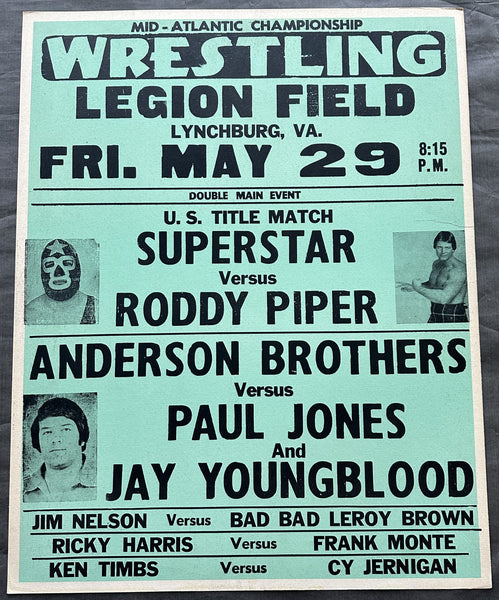 MID-ATLANTIC CHAMPIONSHIP
WRESTLING
LEGION FIELD
LYNCHBURG, VA.
FRI. MAY 29 8:15 P.M.
DOUBLE MAIN EVENT
U.S. TITLE MATCH
SUPERSTAR
Versus
RODDY PIPER
ANDERSON BROTHERS
Versus
PAUL JONES
And
JAY YOUNGBLOOD
JIM NELSON Versus BAD BAD LEROY BROWN
RICKY HARRIS Versus FRANK MONTE
KEN TIMBS Versus CY JERNIGAN